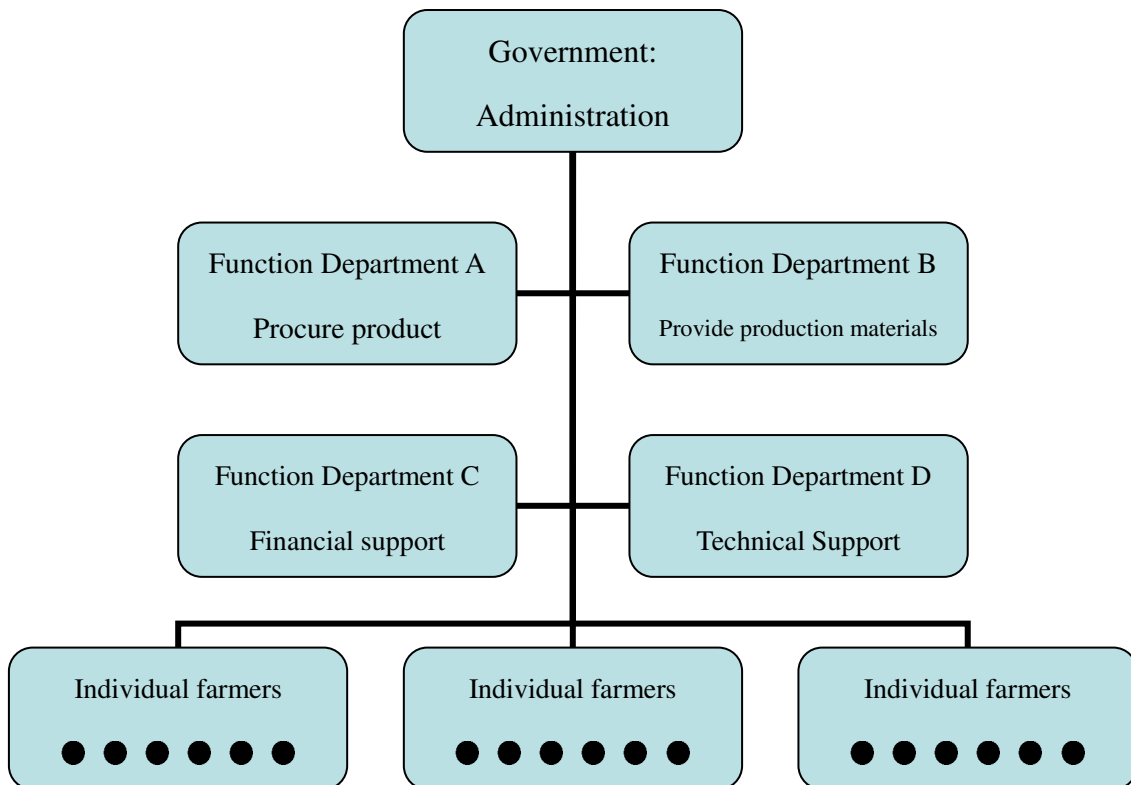 Government:
Administration
Function Department A
Procure product
Function Department B
Provide production materials
Function Department C
Financial support
Function Department D
Technical Support
Individual farmers
Individual farmers
Individual farmers